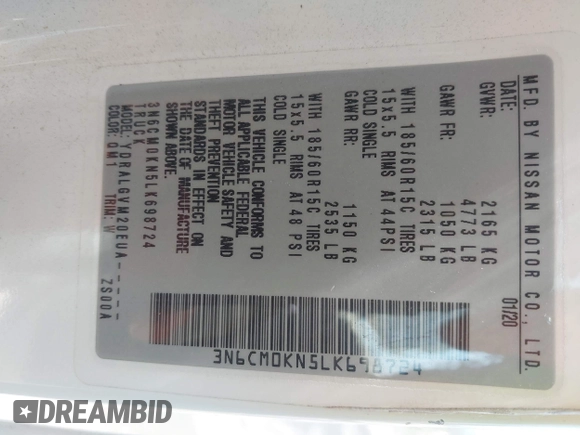 MFD. BY NISSAN MOTOR CO., LTD.
DATE: 01/20
GVWR: 2165 KG
4773 LB
GAWR FR: 1050 KG
2315 LB
WITH 185/60R15C TIRES
15x5.5 RIMS AT 44PSI
COLD SINGLE
GAWR RR: 1150 KG
2535 LB
WITH 185/60R15C TIRES
15x5.5 RIMS AT 48 PSI
COLD SINGLE
THIS VEHICLE CONFORMS TO
ALL APPLICABLE FEDERAL
MOTOR VEHICLE SAFETY AND
THEFT PREVENTION
STANDARDS IN EFFECT ON
THE DATE OF MANUFACTURE
SHOWN ABOVE.
3N6CM0KN5LK698724
TRUCK
MODEL: YDRALGVM20EUA-----
COLOR: QM1 TRIM: W ZS00A
3N6CM0KN5LK698724
DREAMBID